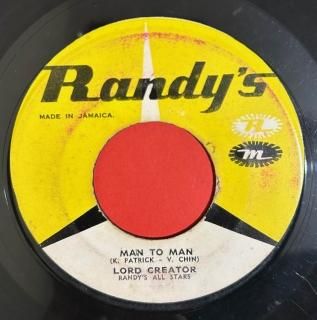 Randy's
MADE IN JAMAICA.
R
m
MAN TO MAN
(K. PATRICK - V. CHIN)
LORD CREATOR
RANDY'S ALL STARS